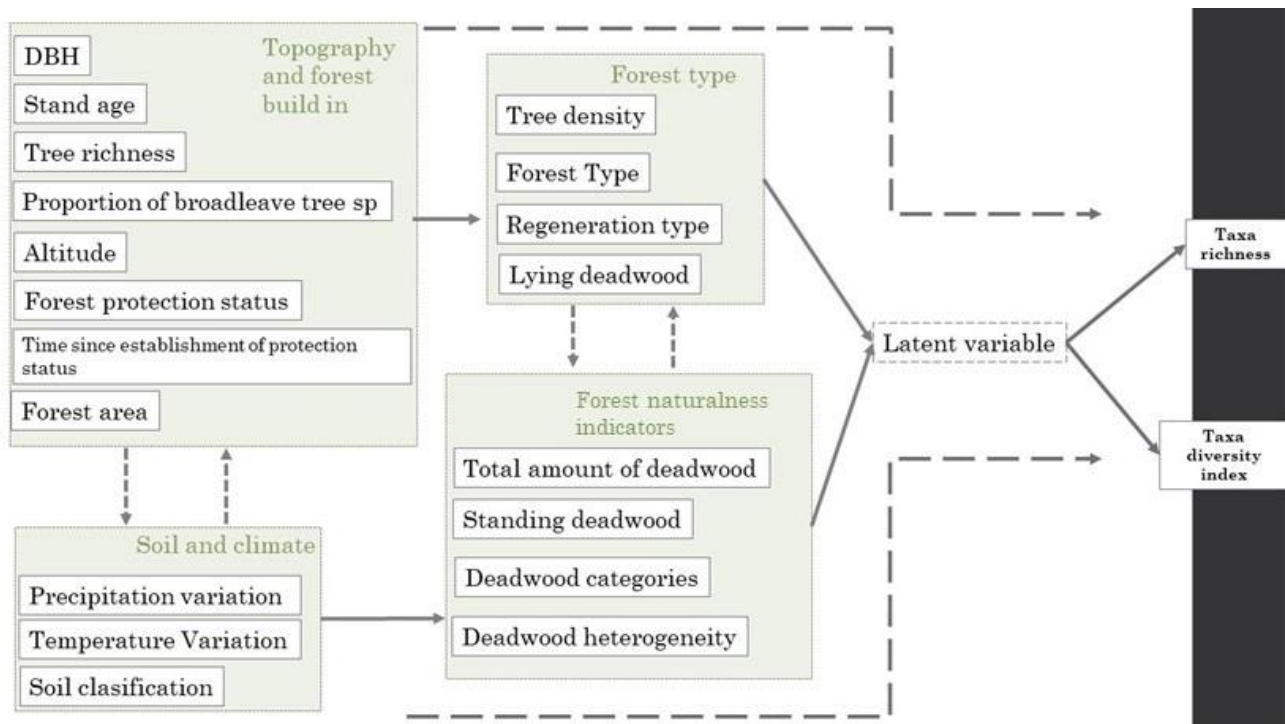 Topography
and forest
build in
DBH
Stand age
Tree richness
Proportion of broadleave tree sp
Altitude
Forest protection status
Time since establishment of protection
status
Forest area
Soil and climate
Precipitation variation
Temperature Variation
Soil clasification
Forest type
Tree density
Forest Type
Regeneration type
Lying deadwood
Forest naturalness
indicators
Total amount of deadwood
Standing deadwood
Deadwood categories
Deadwood heterogeneity
Latent variable
Taxa
richness
Taxa
diversity
index